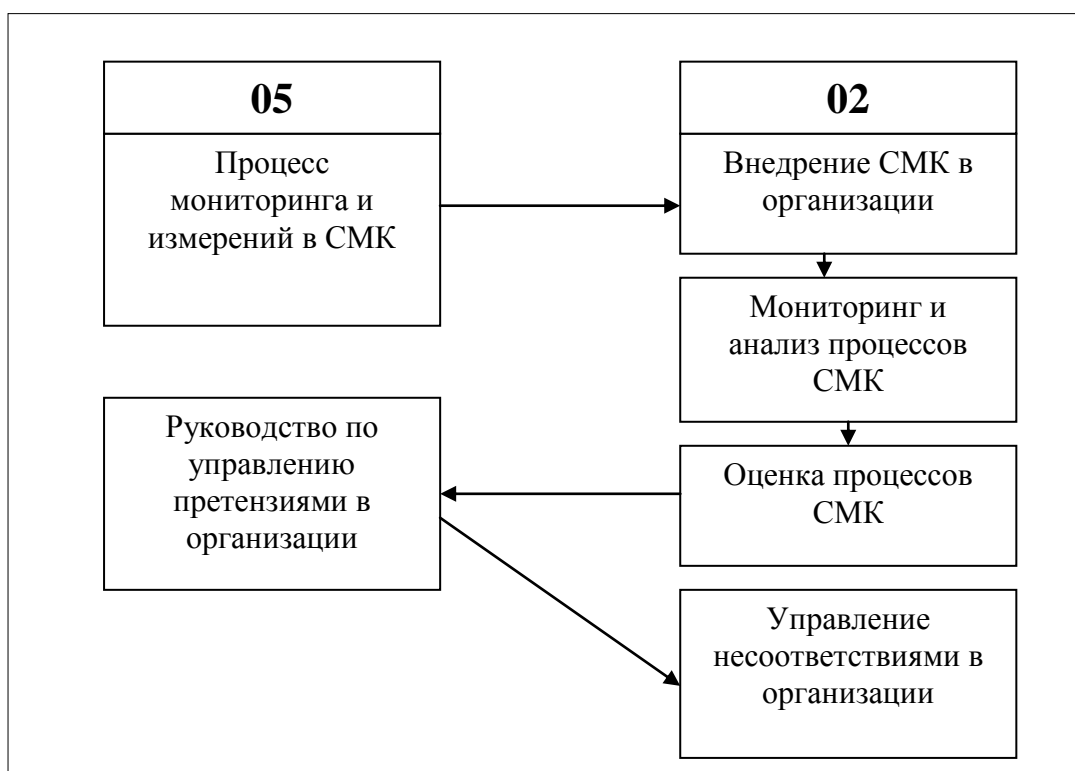 05
Процесс
мониторинга и
измерений в СМК
02
Внедрение СМК в
организации
Мониторинг и
анализ процессов
СМК
Оценка процессов
СМК
Руководство по
управлению
претензиями в
организации
Управление
несоответствиями в
организации